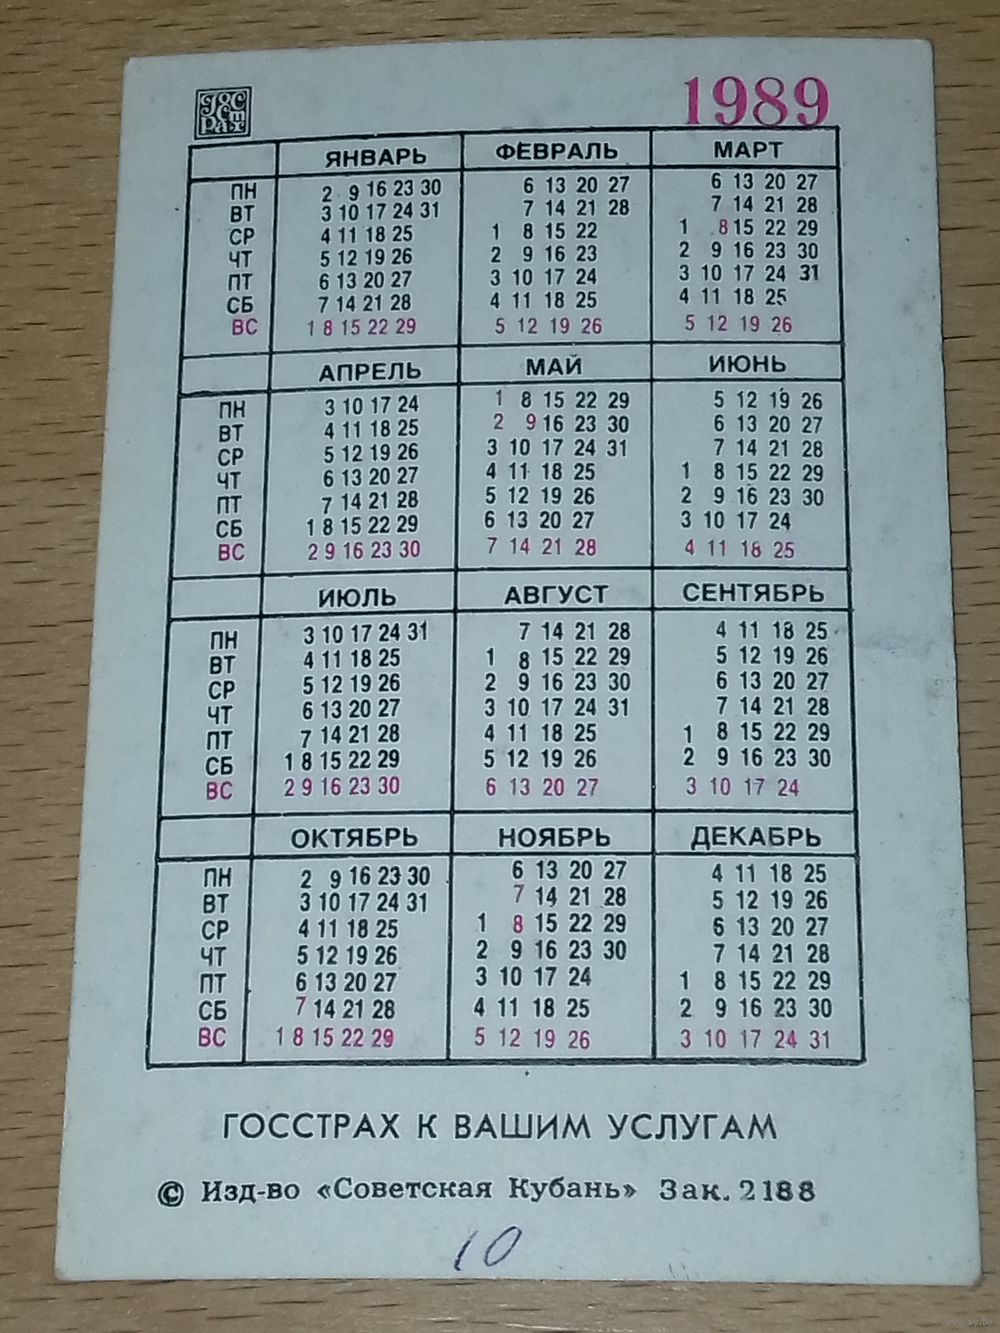 Гос
Ст
Рах
1989
ЯНВАРЬ ФЕВРАЛЬ МАРТ
ПН 2 9 16 23 30 6 13 20 27 6 13 20 27
ВТ 3 10 17 24 31 7 14 21 28 7 14 21 28
СР 4 11 18 25 1 8 15 22 1 8 15 22 29
ЧТ 5 12 19 26 2 9 16 23 2 9 16 23 30
ПТ 6 13 20 27 3 10 17 24 3 10 17 24 31
СБ 7 14 21 28 4 11 18 25 4 11 18 25
ВС 1 8 15 22 29 5 12 19 26 5 12 19 26
АПРЕЛЬ МАЙ ИЮНЬ
ПН 3 10 17 24 1 8 15 22 29 5 12 19 26
ВТ 4 11 18 25 2 9 16 23 30 6 13 20 27
СР 5 12 19 26 3 10 17 24 31 7 14 21 28
ЧТ 6 13 20 27 4 11 18 25 1 8 15 22 29
ПТ 7 14 21 28 5 12 19 26 2 9 16 23 30
СБ 1 8 15 22 29 6 13 20 27 3 10 17 24
ВС 2 9 16 23 30 7 14 21 28 4 11 18 25
ИЮЛЬ АВГУСТ СЕНТЯБРЬ
ПН 3 10 17 24 31 7 14 21 28 4 11 18 25
ВТ 4 11 18 25 1 8 15 22 29 5 12 19 26
СР 5 12 19 26 2 9 16 23 30 6 13 20 27
ЧТ 6 13 20 27 3 10 17 24 31 7 14 21 28
ПТ 7 14 21 28 4 11 18 25 1 8 15 22 29
СБ 1 8 15 22 29 5 12 19 26 2 9 16 23 30
ВС 2 9 16 23 30 6 13 20 27 3 10 17 24
ОКТЯБРЬ НОЯБРЬ ДЕКАБРЬ
ПН 2 9 16 23 30 6 13 20 27 4 11 18 25
ВТ 3 10 17 24 31 7 14 21 28 5 12 19 26
СР 4 11 18 25 1 8 15 22 29 6 13 20 27
ЧТ 5 12 19 26 2 9 16 23 30 7 14 21 28
ПТ 6 13 20 27 3 10 17 24 1 8 15 22 29
СБ 7 14 21 28 4 11 18 25 2 9 16 23 30
ВС 1 8 15 22 29 5 12 19 26 3 10 17 24 31
ГОССТРАХ К ВАШИМ УСЛУГАМ
© Изд-во «Советская Кубань» Зак. 2188
10
www.ay.by